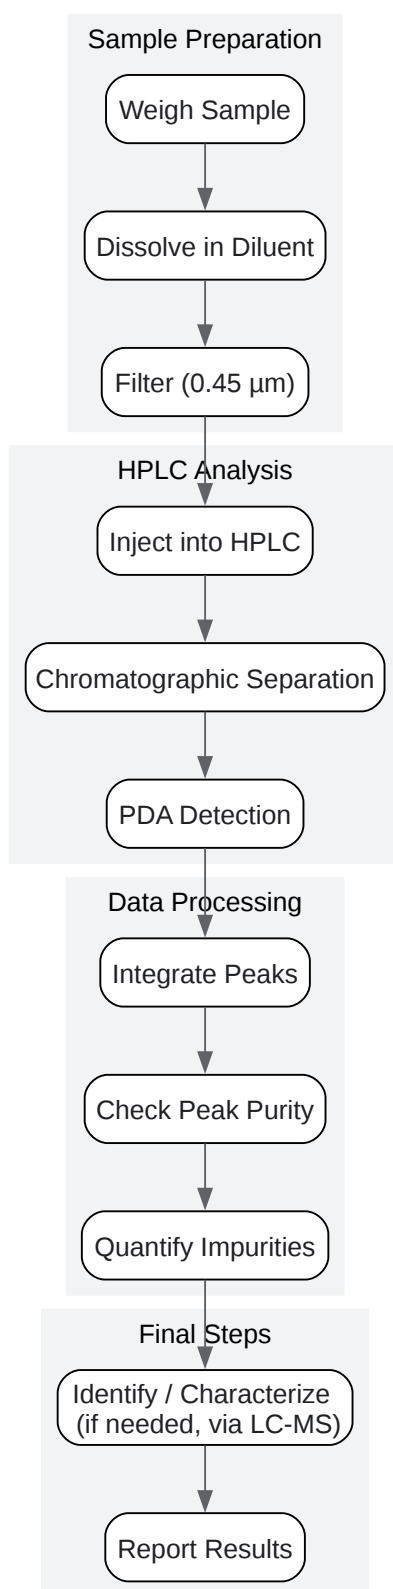 Sample Preparation
Weigh Sample
Dissolve in Diluent
Filter (0.45 µm)
HPLC Analysis
Inject into HPLC
Chromatographic Separation
PDA Detection
Data Processing
Integrate Peaks
Check Peak Purity
Quantify Impurities
Final Steps
Identify / Characterize
(if needed, via LC-MS)
Report Results